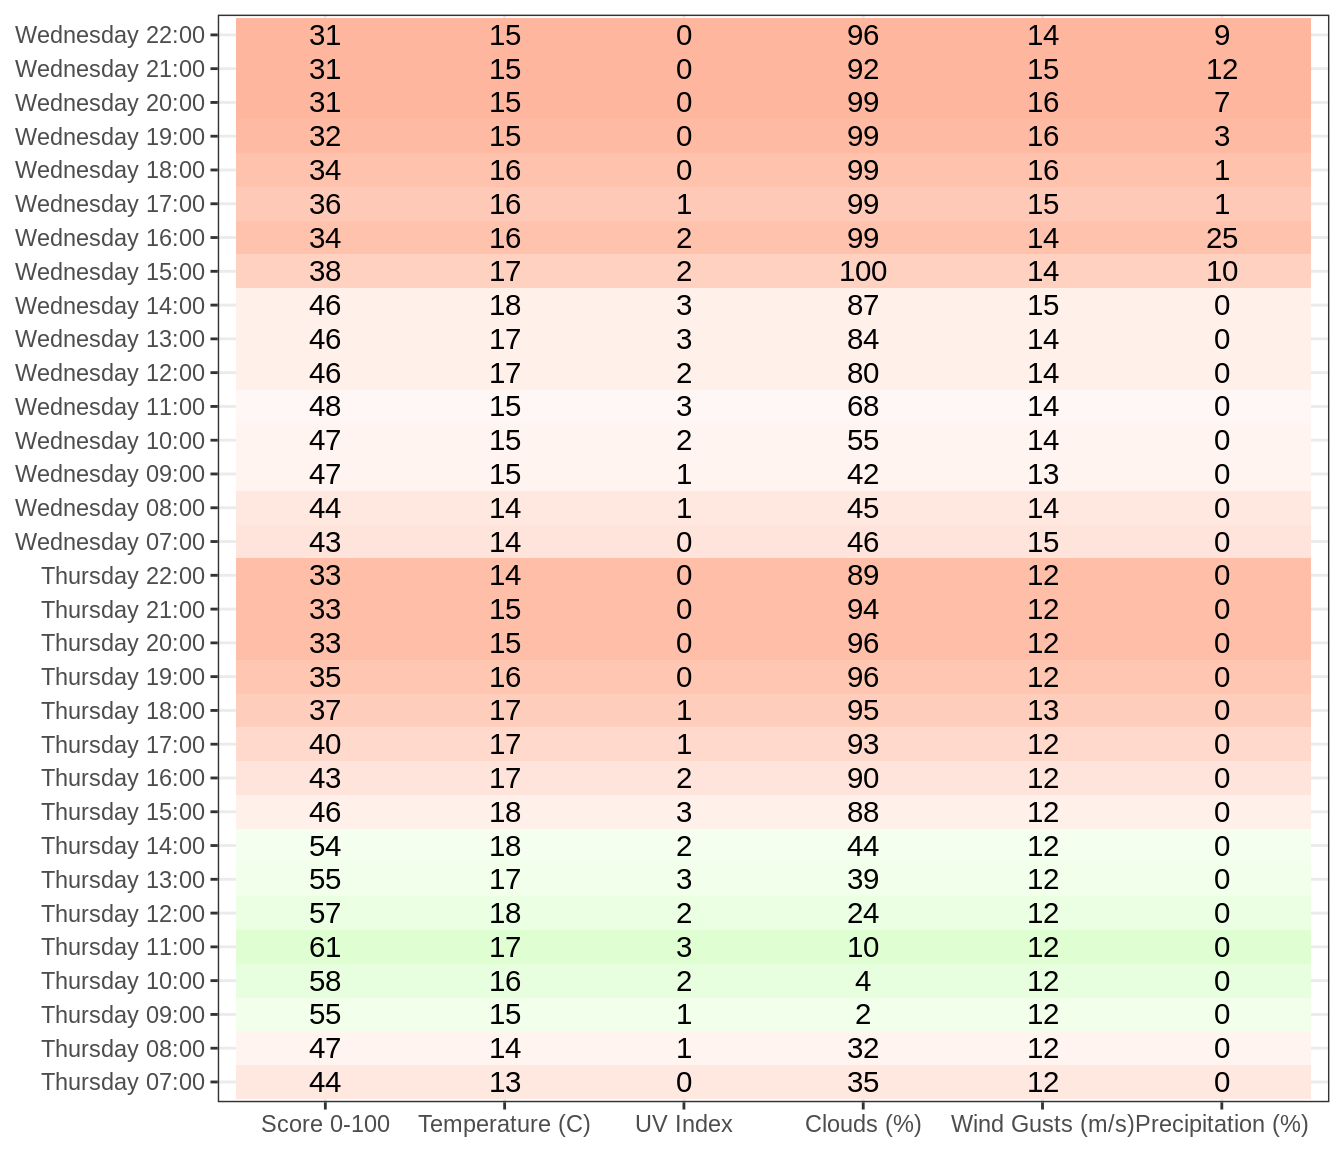 Wednesday 22:00 31 15 0 96 14 9
Wednesday 21:00 31 15 0 92 15 12
Wednesday 20:00 31 15 0 99 16 7
Wednesday 19:00 32 15 0 99 16 3
Wednesday 18:00 34 16 0 99 16 1
Wednesday 17:00 36 16 1 99 15 1
Wednesday 16:00 34 16 2 99 14 25
Wednesday 15:00 38 17 2 100 14 10
Wednesday 14:00 46 18 3 87 15 0
Wednesday 13:00 46 17 3 84 14 0
Wednesday 12:00 46 17 2 80 14 0
Wednesday 11:00 48 15 3 68 14 0
Wednesday 10:00 47 15 2 55 14 0
Wednesday 09:00 47 15 1 42 13 0
Wednesday 08:00 44 14 1 45 14 0
Wednesday 07:00 43 14 0 46 15 0
Thursday 22:00 33 14 0 89 12 0
Thursday 21:00 33 15 0 94 12 0
Thursday 20:00 33 15 0 96 12 0
Thursday 19:00 35 16 0 96 12 0
Thursday 18:00 37 17 1 95 13 0
Thursday 17:00 40 17 1 93 12 0
Thursday 16:00 43 17 2 90 12 0
Thursday 15:00 46 18 3 88 12 0
Thursday 14:00 54 18 2 44 12 0
Thursday 13:00 55 17 3 39 12 0
Thursday 12:00 57 18 2 24 12 0
Thursday 11:00 61 17 3 10 12 0
Thursday 10:00 58 16 2 4 12 0
Thursday 09:00 55 15 1 2 12 0
Thursday 08:00 47 14 1 32 12 0
Thursday 07:00 44 13 0 35 12 0
Score 0-100 Temperature (C) UV Index Clouds (%) Wind Gusts (m/s) Precipitation (%)